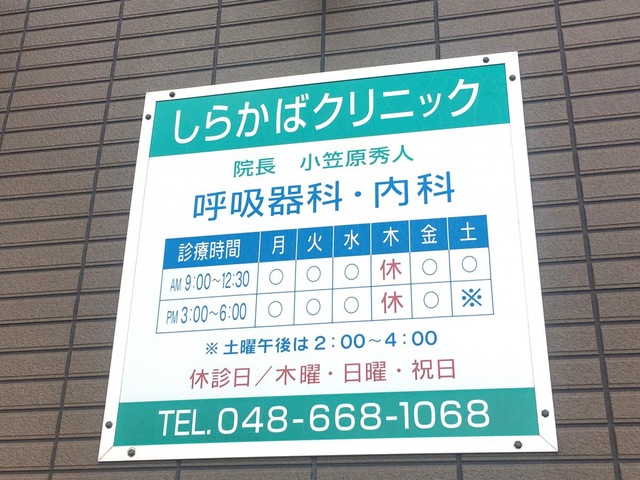 しらかばクリニック
院長 小笠原秀人
呼吸器科・内科
診療時間 月 火 水 木 金 土
AM 9:00〜12:30 ○ ○ ○ 休 ○ ○
PM 3:00〜6:00 ○ ○ ○ 休 ○ ※
※土曜午後は2:00〜4:00
休診日／木曜・日曜・祝日
TEL.048-668-1068